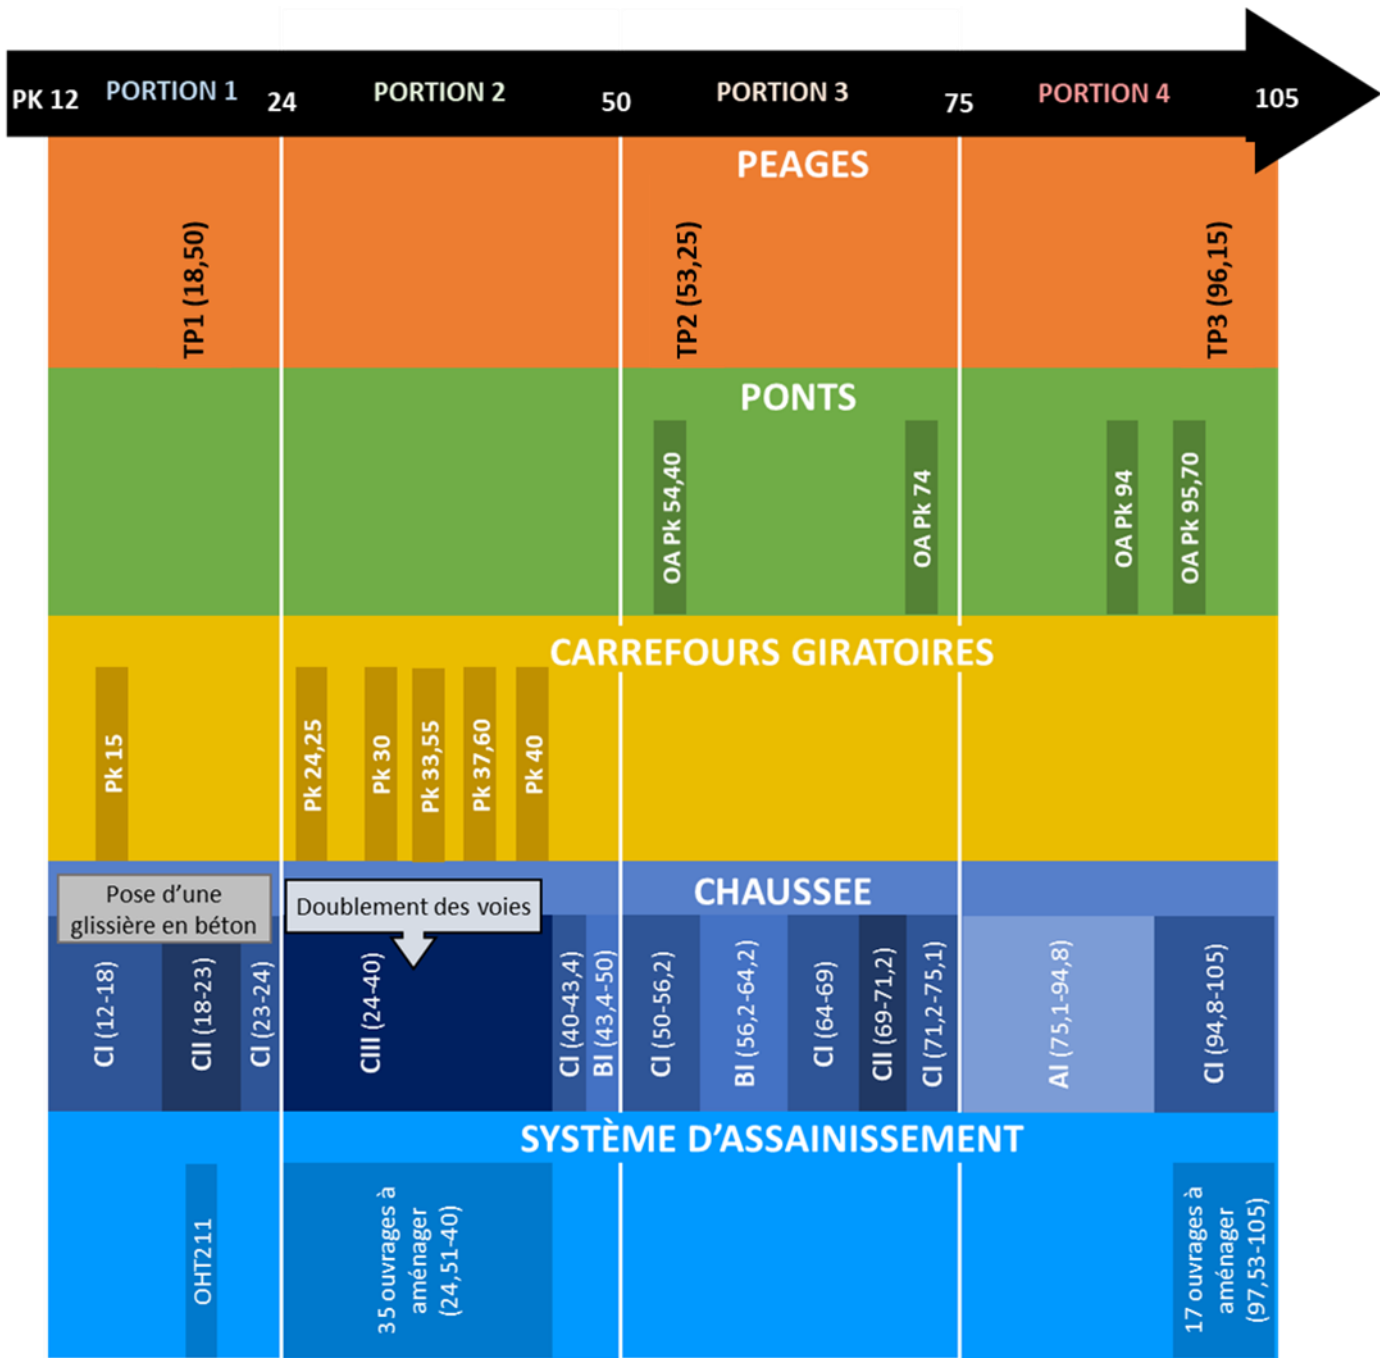 PK 12
PORTION 1
24
PORTION 2
50
PORTION 3
75
PORTION 4
105
PEAGES
TP1 (18,50)
TP2 (53,25)
TP3 (96,15)
PONTS
OA Pk 54,40
OA Pk 74
OA Pk 94
OA Pk 95,70
CARREFOURS GIRATOIRES
Pk 15
Pk 24,25
Pk 30
Pk 33,55
Pk 37,60
Pk 40
CHAUSSEE
Pose d'une
glissière en béton
Doublement des voies
CI (12-18)
CII (18-23)
CI (23-24)
CIII (24-40)
CI (40-43,4)
BI (43,4-50)
CI (50-56,2)
BI (56,2-64,2)
CI (64-69)
CII (69-71,2)
CI (71,2-75,1)
AI (75,1-94,8)
CI (94,8-105)
SYSTÈME D'ASSAINISSEMENT
OHT211
35 ouvrages à
aménager
(24,51-40)
17 ouvrages à
aménager
(97,53-105)